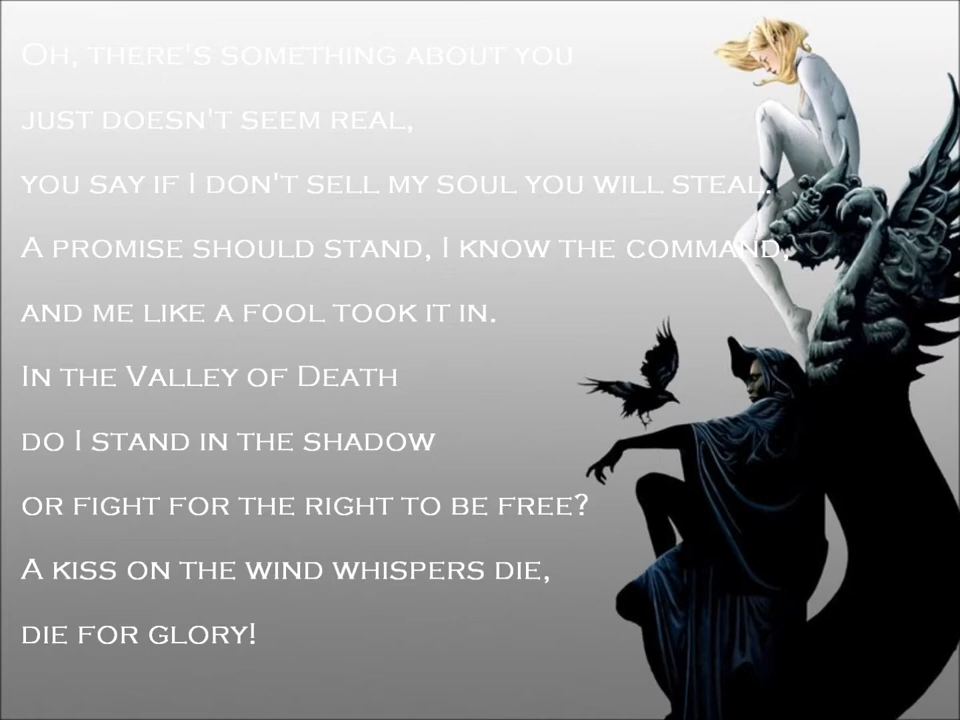 Oh, there's something about you
just doesn't seem real,
you say if I don't sell my soul you will steal.
A promise should stand, I know the command,
and me like a fool took it in.
In the Valley of Death
do I stand in the shadow
or fight for the right to be free?
A kiss on the wind whispers die,
die for glory!